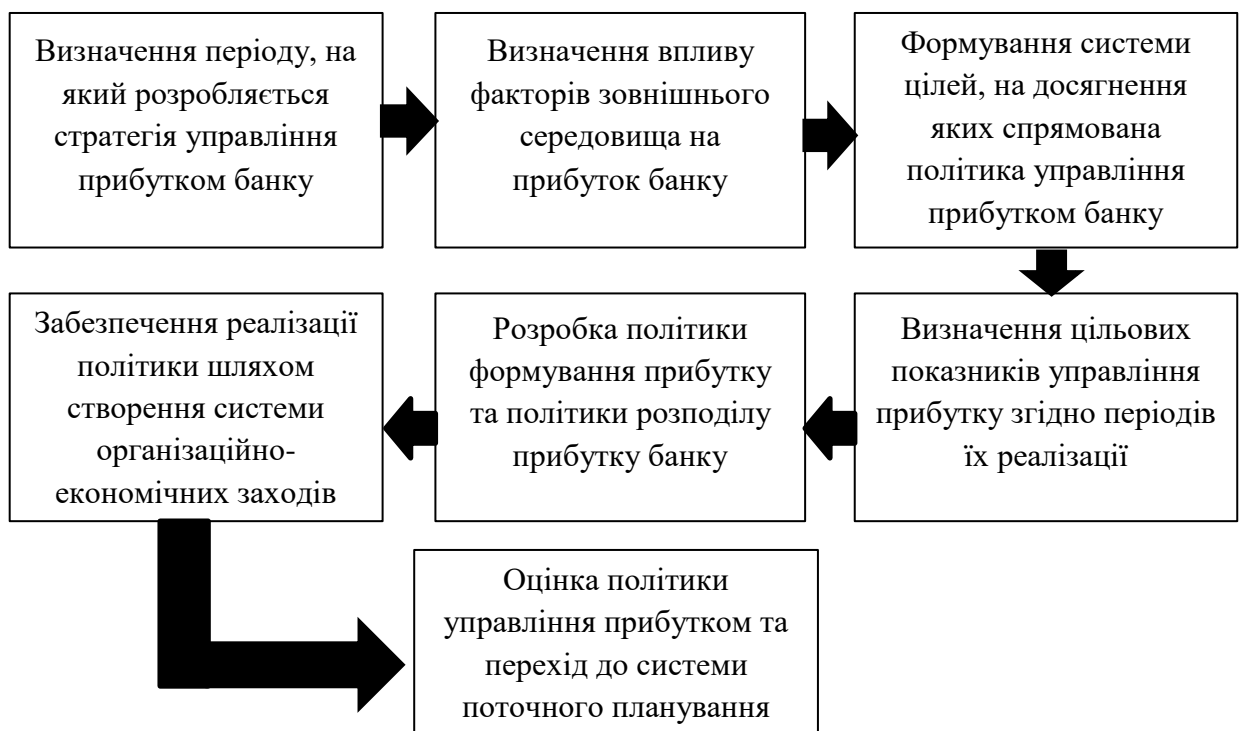 Визначення періоду, на
який розробляється
стратегія управління
прибутком банку
Визначення впливу
факторів зовнішнього
середовища на
прибуток банку
Формування системи
цілей, на досягнення
яких спрямована
політика управління
прибутком банку
Визначення цільових
показників управління
прибутку згідно періодів
їх реалізації
Розробка політики
формування прибутку
та політики розподілу
прибутку банку
Забезпечення реалізації
політики шляхом
створення системи
організаційно-
економічних заходів
Оцінка політики
управління прибутком та
перехід до системи
поточного планування